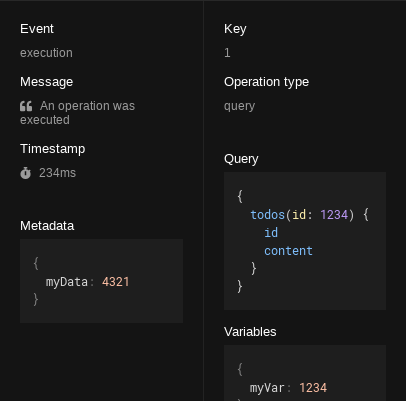 Event
execution
Message
An operation was
executed
Timestamp
234ms
Metadata
{
myData: 4321
}
Key
1
Operation type
query
Query
{
todos(id: 1234) {
id
content
}
}
Variables
{
myVar: 1234